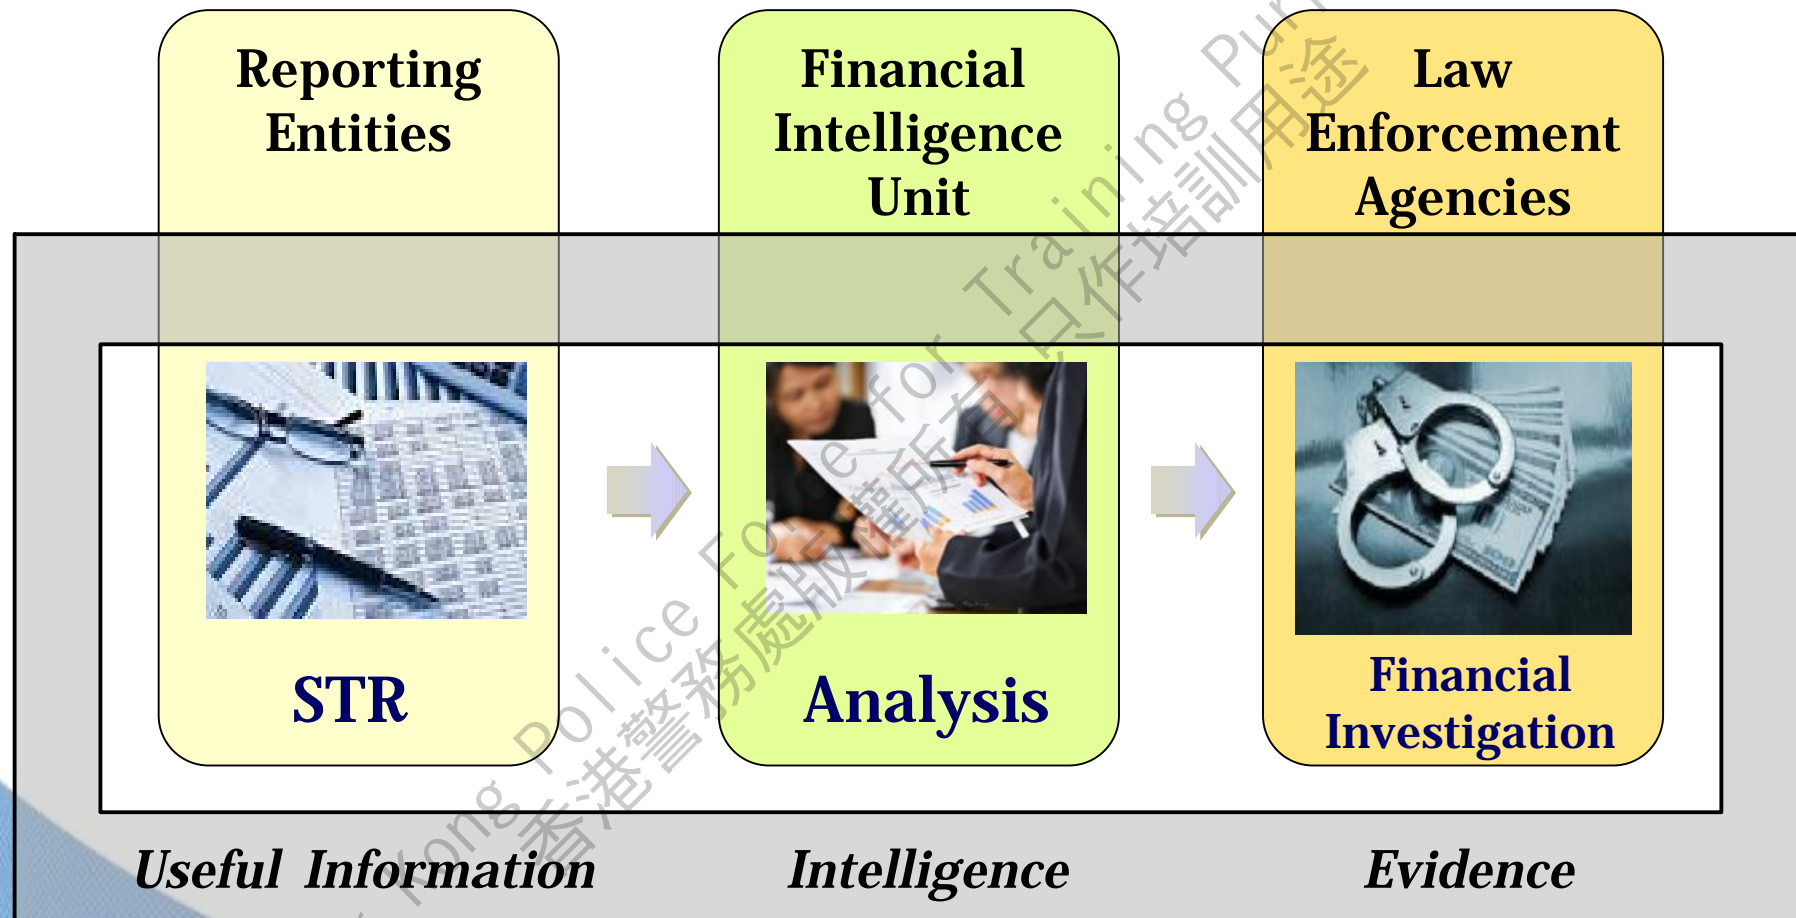 Reporting
Entities
Financial
Intelligence
Unit
Law
Enforcement
Agencies
STR
Analysis
Financial
Investigation
Useful Information
Intelligence
Evidence
Kong Police Force for Training Pur
香港警務處版權所有 只作培訓用途